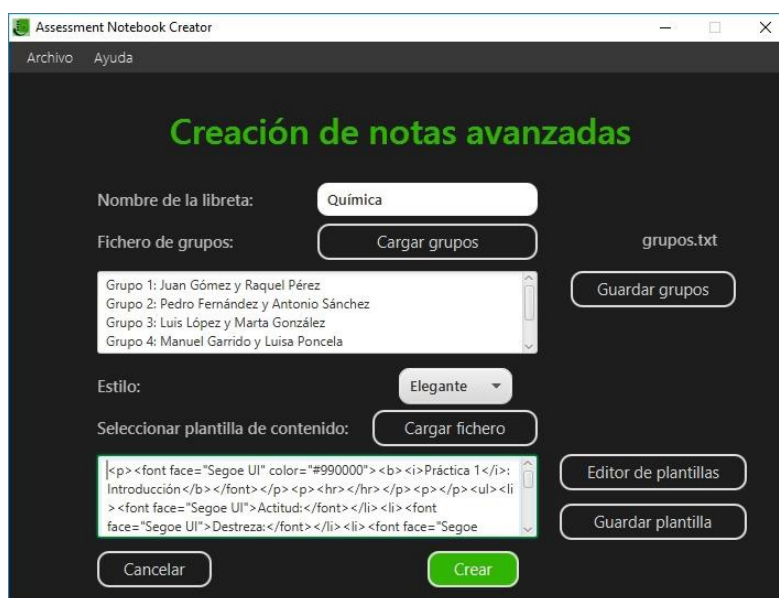 Assessment Notebook Creator
Archivo Ayuda
Creación de notas avanzadas
Nombre de la libreta: Química
Fichero de grupos: Cargar grupos grupos.txt
Grupo 1: Juan Gómez y Raquel Pérez
Grupo 2: Pedro Fernández y Antonio Sánchez
Grupo 3: Luis López y Marta González
Grupo 4: Manuel Garrido y Luisa Poncela
Guardar grupos
Estilo: Elegante
Seleccionar plantilla de contenido: Cargar fichero
<p><font face="Segoe UI" color="#990000"><b><i>Práctica 1</i>:
Introducción</b></font></p><p><hr></hr></p><p></p><ul><li
><font face="Segoe UI">Actitud:</font></li><li><font
face="Segoe UI">Destreza:</font></li><li><font face="Segoe
Editor de plantillas
Guardar plantilla
Cancelar Crear